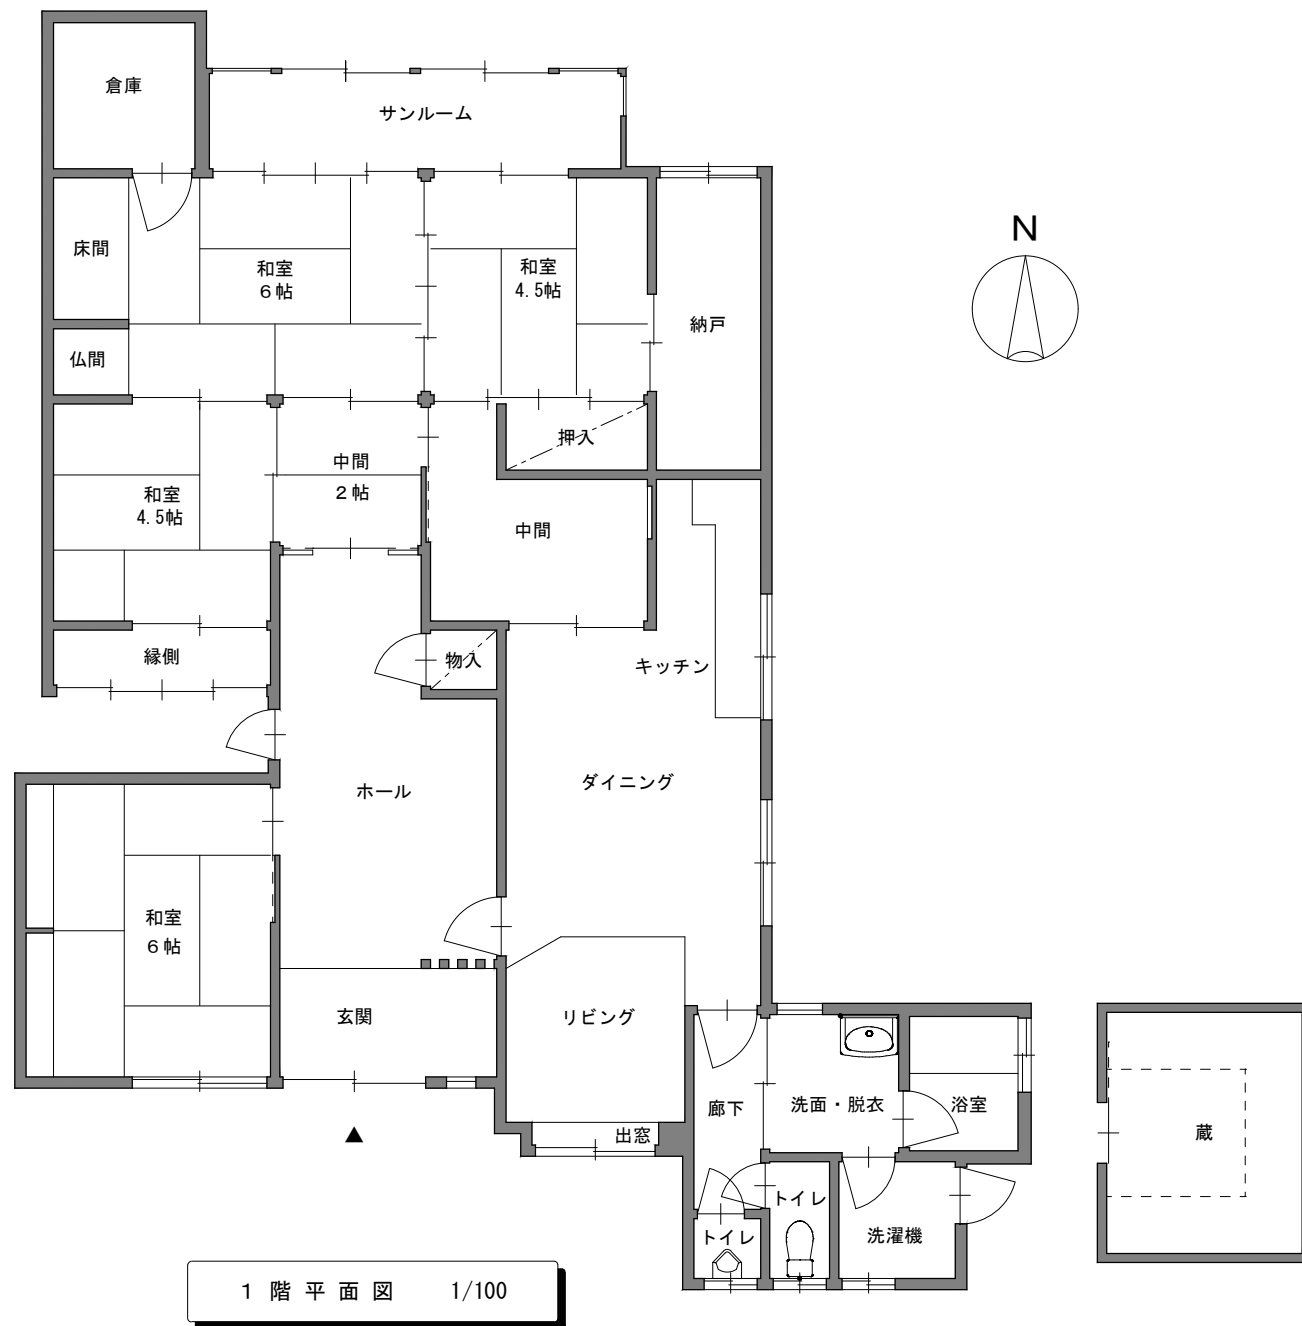 倉庫
サンルーム
N
床間
和室
6帖
和室
4.5帖
納戸
仏間
押入
中間
2帖
和室
4.5帖
中間
縁側
物入
キッチン
ホール
ダイニング
和室
6帖
玄関
リビング
廊下
洗面・脱衣
浴室
出窓
蔵
トイレ
トイレ
洗濯機
1階平面図 1/100